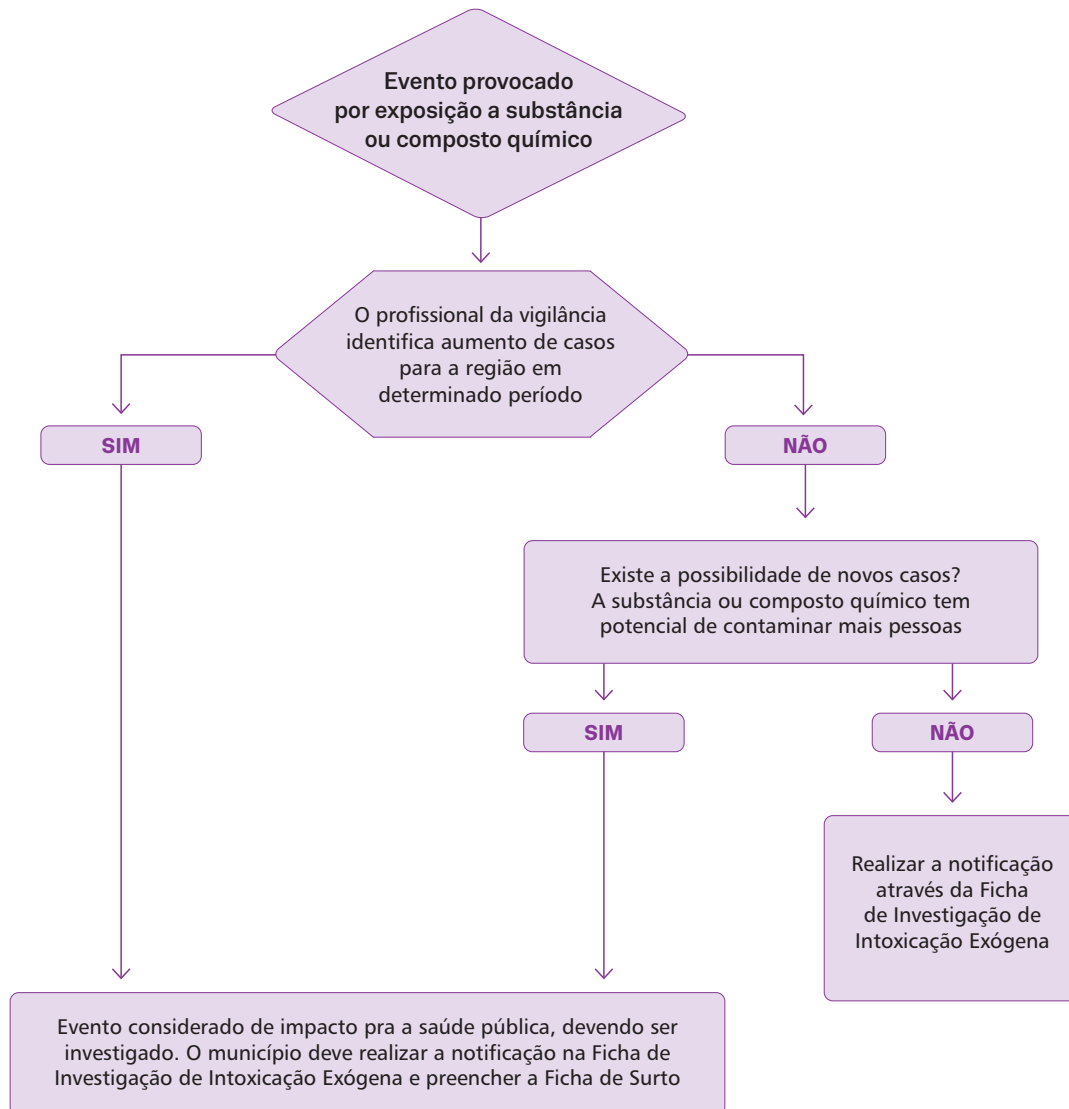 Evento provocado
por exposição a substância
ou composto químico
O profissional da vigilância
identifica aumento de casos
para a região em
determinado período
SIM
NÃO
Existe a possibilidade de novos casos?
A substância ou composto químico tem
potencial de contaminar mais pessoas
SIM
NÃO
Realizar a notificação
através da Ficha
de Investigação de
Intoxicação Exógena
Evento considerado de impacto pra a saúde pública, devendo ser
investigado. O município deve realizar a notificação na Ficha de
Investigação de Intoxicação Exógena e preencher a Ficha de Surto